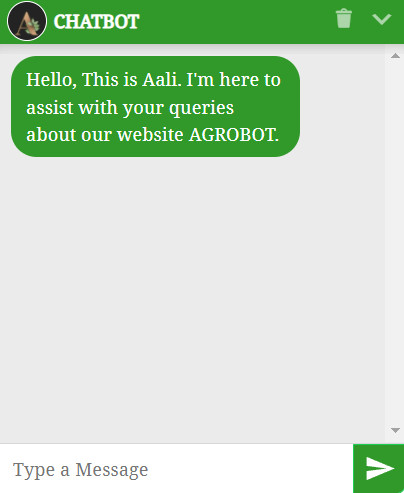 CHATBOT
Hello, This is Aali. I'm here to
assist with your queries
about our website AGROBOT.
Type a Message